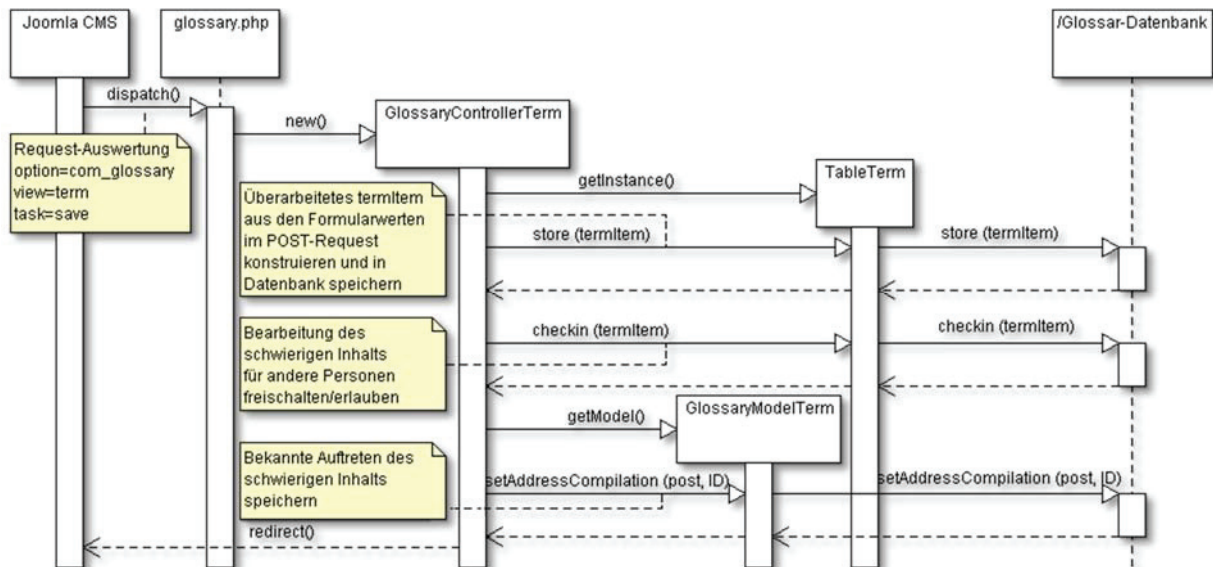 Joomla CMS
glossary.php
/Glossar-Datenbank
dispatch()
new()
GlossaryControllerTerm
Request-Auswertung
option=com_glossary
view=term
task=save
getInstance()
TableTerm
Überarbeitetes termItem
aus den Formularwerten
im POST-Request
konstruieren und in
Datenbank speichern
store (termItem)
store (termItem)
Bearbeitung des
schwierigen Inhalts
für andere Personen
freischalten/erlauben
checkin (termItem)
checkin (termItem)
getModel()
GlossaryModelTerm
Bekannte Auftreten des
schwierigen Inhalts
speichern
setAddressCompilation (post, ID)
setAddressCompilation (post, ID)
redirect()